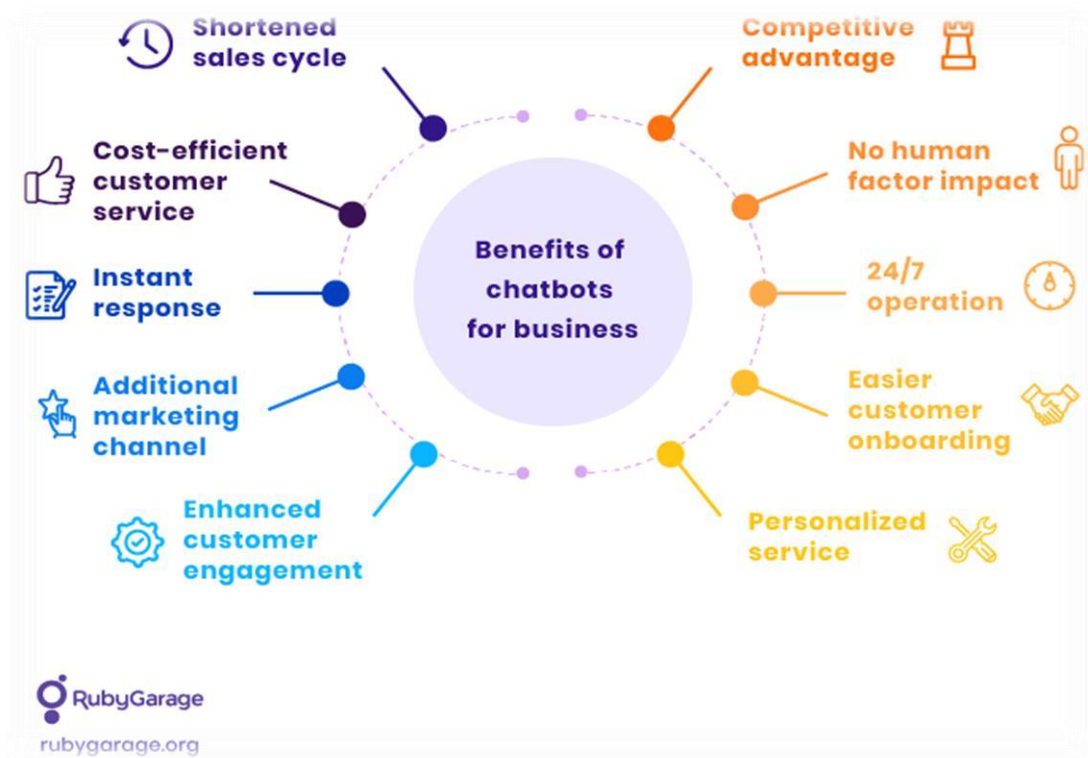 Shortened
sales cycle
Cost-efficient
customer
service
Instant
response
Additional
marketing
channel
Enhanced
customer
engagement
Benefits of
chatbots
for business
Competitive
advantage
No human
factor impact
24/7
operation
Easier
customer
onboarding
Personalized
service
RubyGarage
rubygarage.org